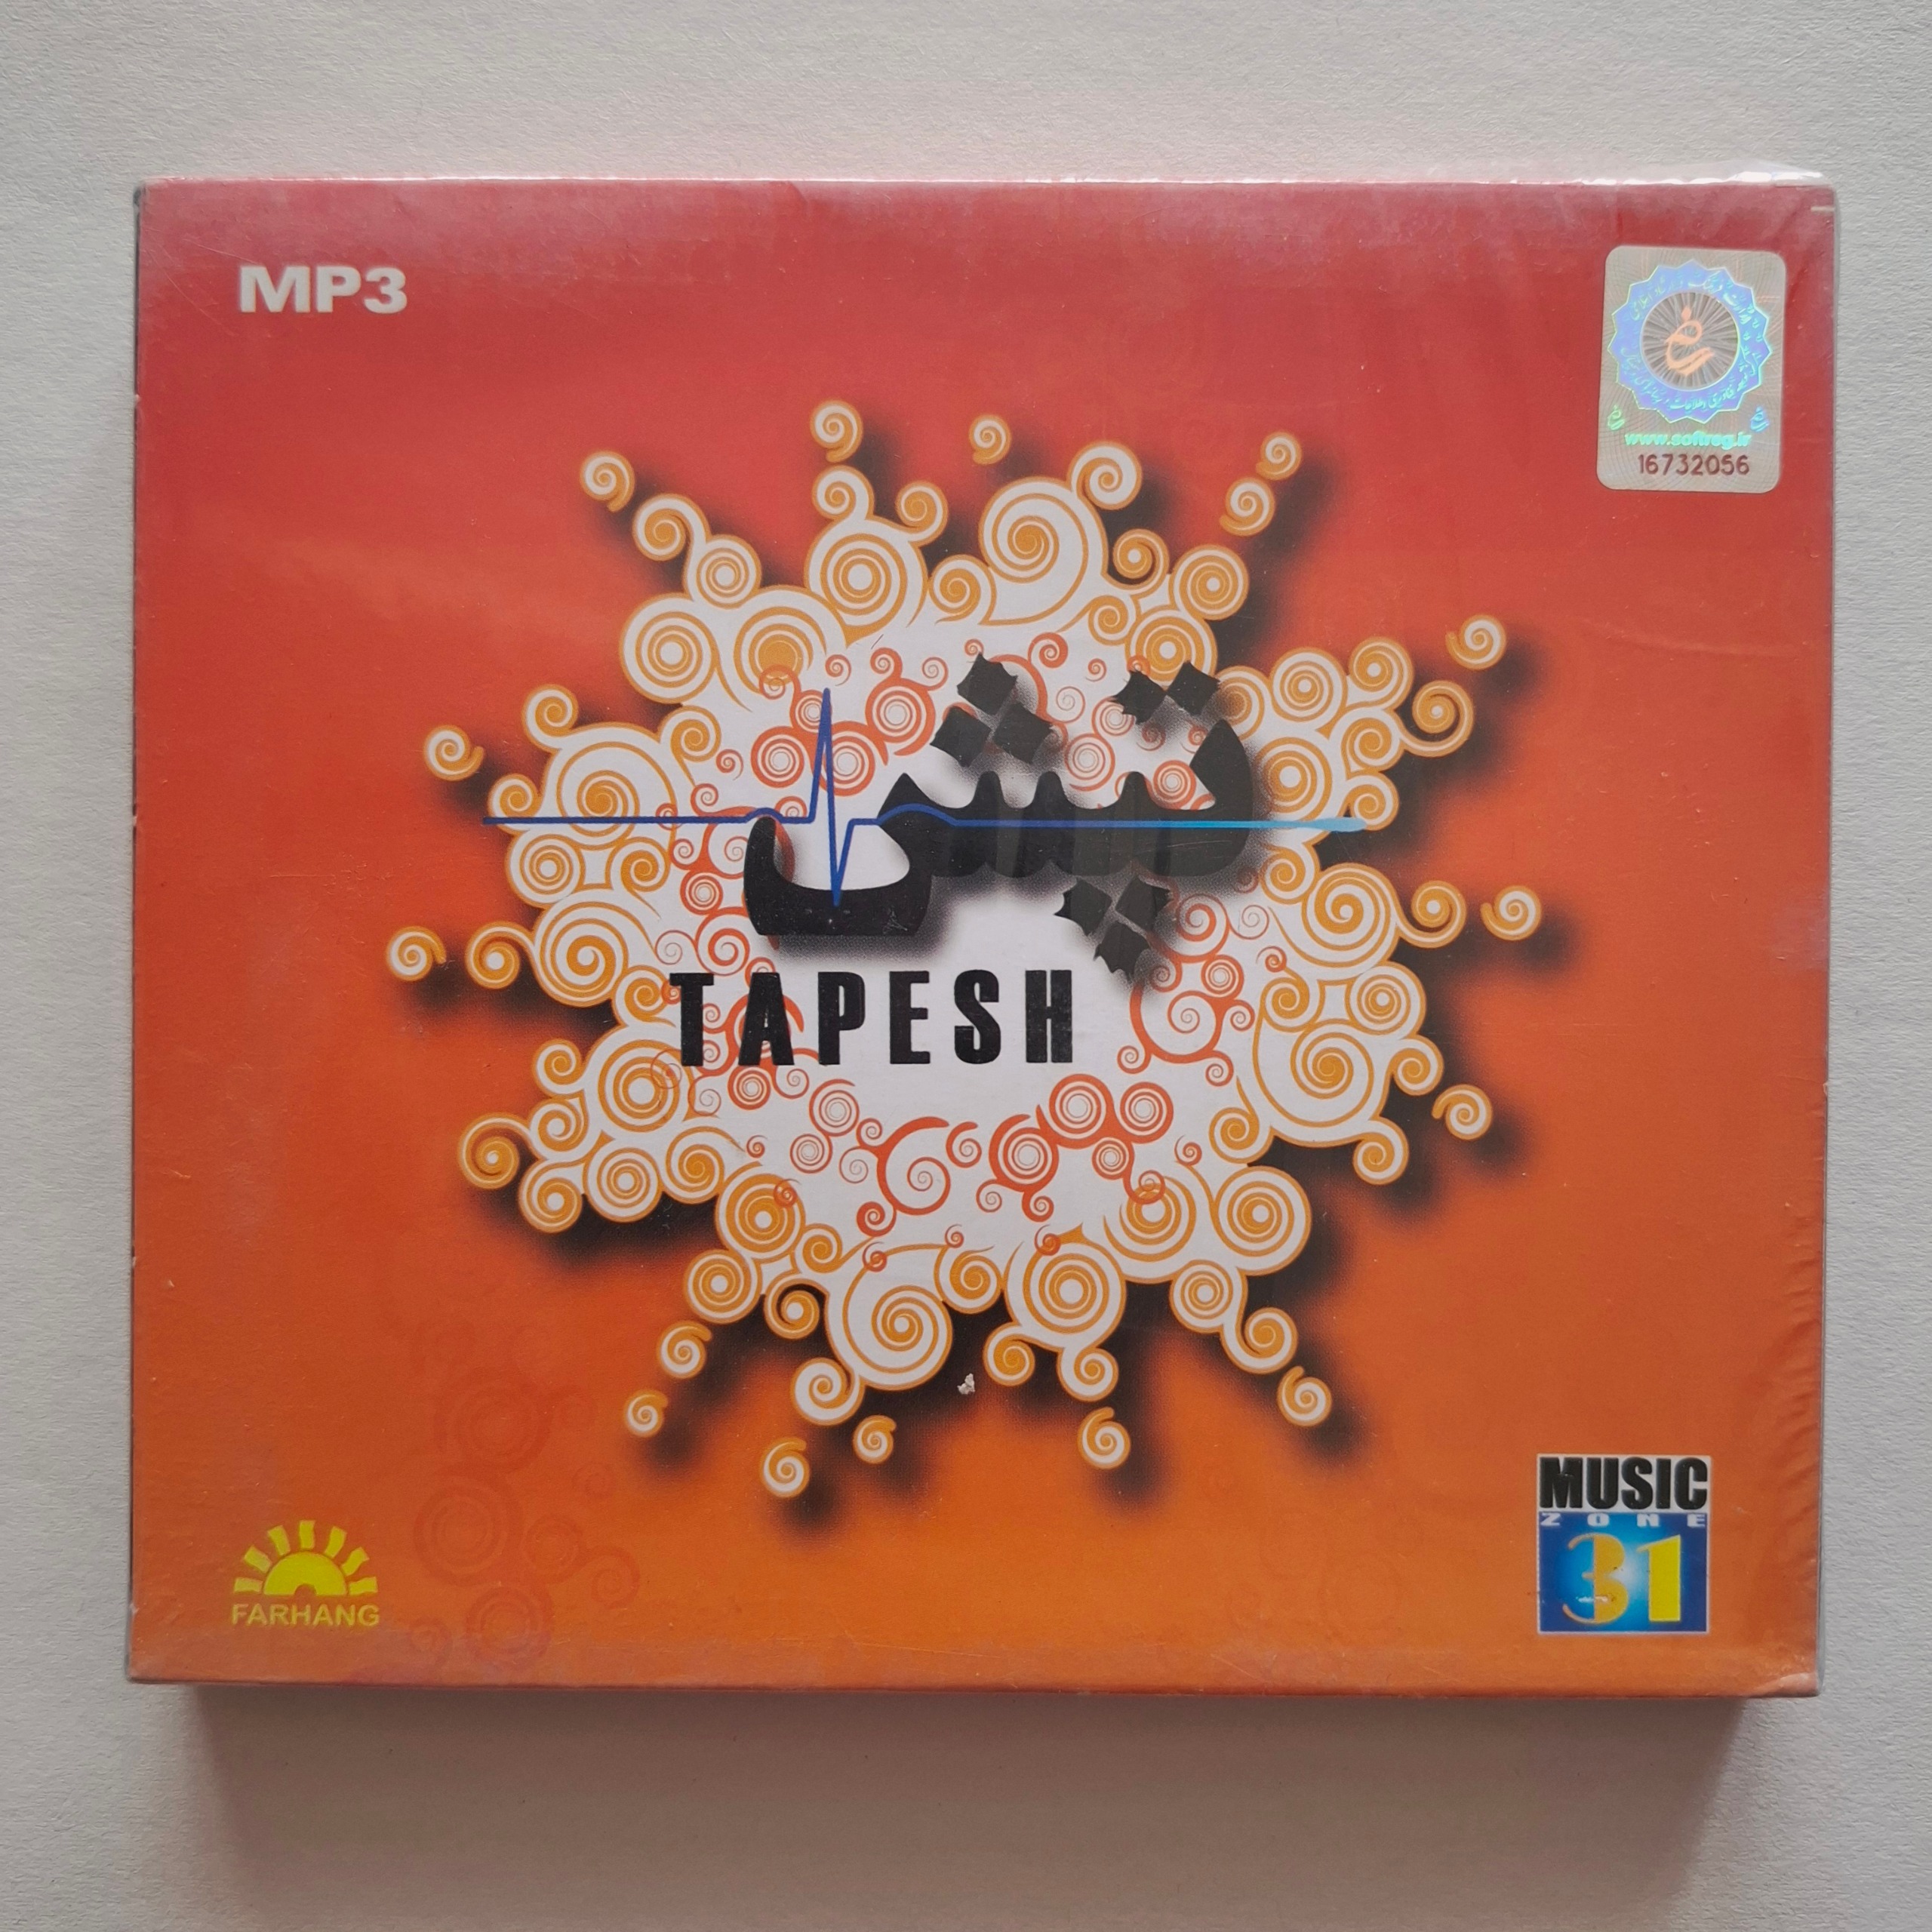 MP3
www.softreg.ir
16732056
تپش
TAPESH
MUSIC
ZONE
31
FARHANG